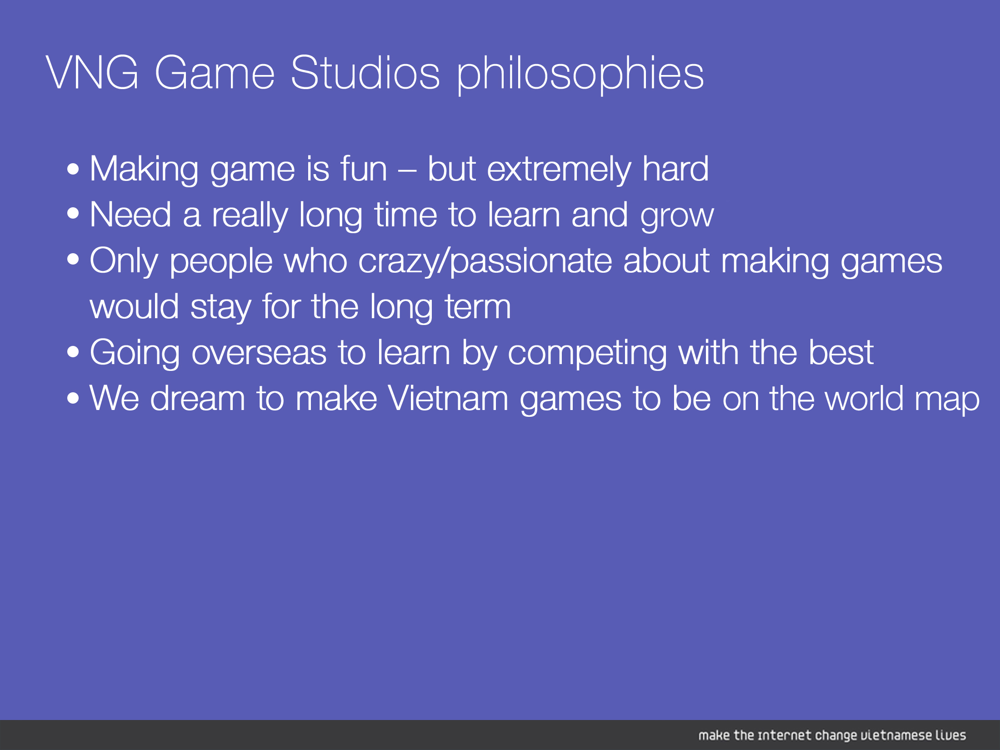 VNG Game Studios philosophies
• Making game is fun – but extremely hard
• Need a really long time to learn and grow
• Only people who crazy/passionate about making games
would stay for the long term
• Going overseas to learn by competing with the best
• We dream to make Vietnam games to be on the world map
make the Internet change vietnamese lives